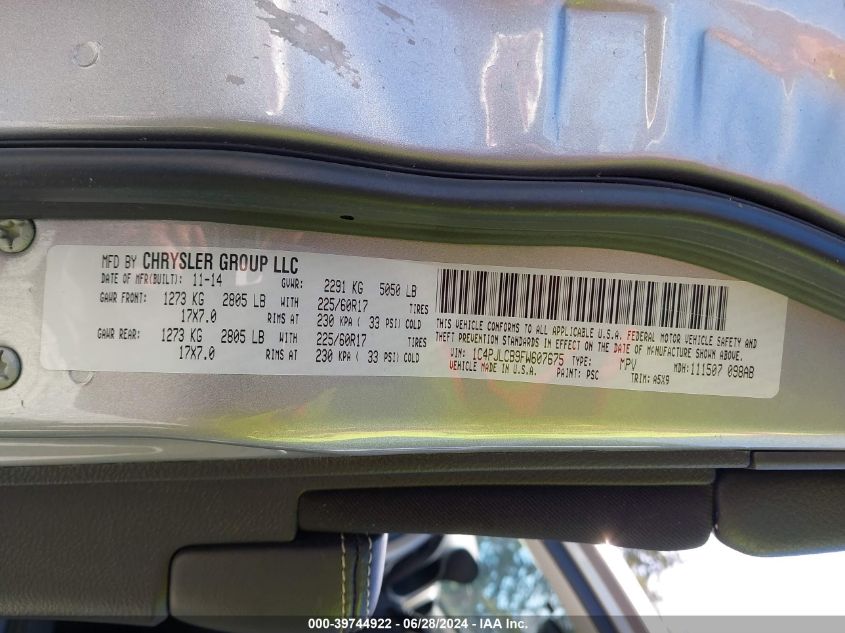 MFD BY CHRYSLER GROUP LLC
DATE OF MFR(BUILT): 11-14 GVWR: 2291 KG 5050 LB
GAWR FRONT: 1273 KG 2805 LB WITH 225/60R17 TIRES
17X7.0 RIMS AT 230 KPA ( 33 PSI) COLD
GAWR REAR: 1273 KG 2805 LB WITH 225/60R17 TIRES
17X7.0 RIMS AT 230 KPA ( 33 PSI) COLD
THIS VEHICLE CONFORMS TO ALL APPLICABLE U.S.A. FEDERAL MOTOR VEHICLE SAFETY AND
THEFT PREVENTION STANDARDS IN EFFECT ON THE DATE OF MANUFACTURE SHOWN ABOVE.
VIN: 1C4PJLCB9FW607675 TYPE: MPV MDH:111507 098AB
VEHICLE MADE IN U.S.A. PAINT: PSC TRIM: A5X9
000-39744922 / 06/28/2024 / IAA, Inc.